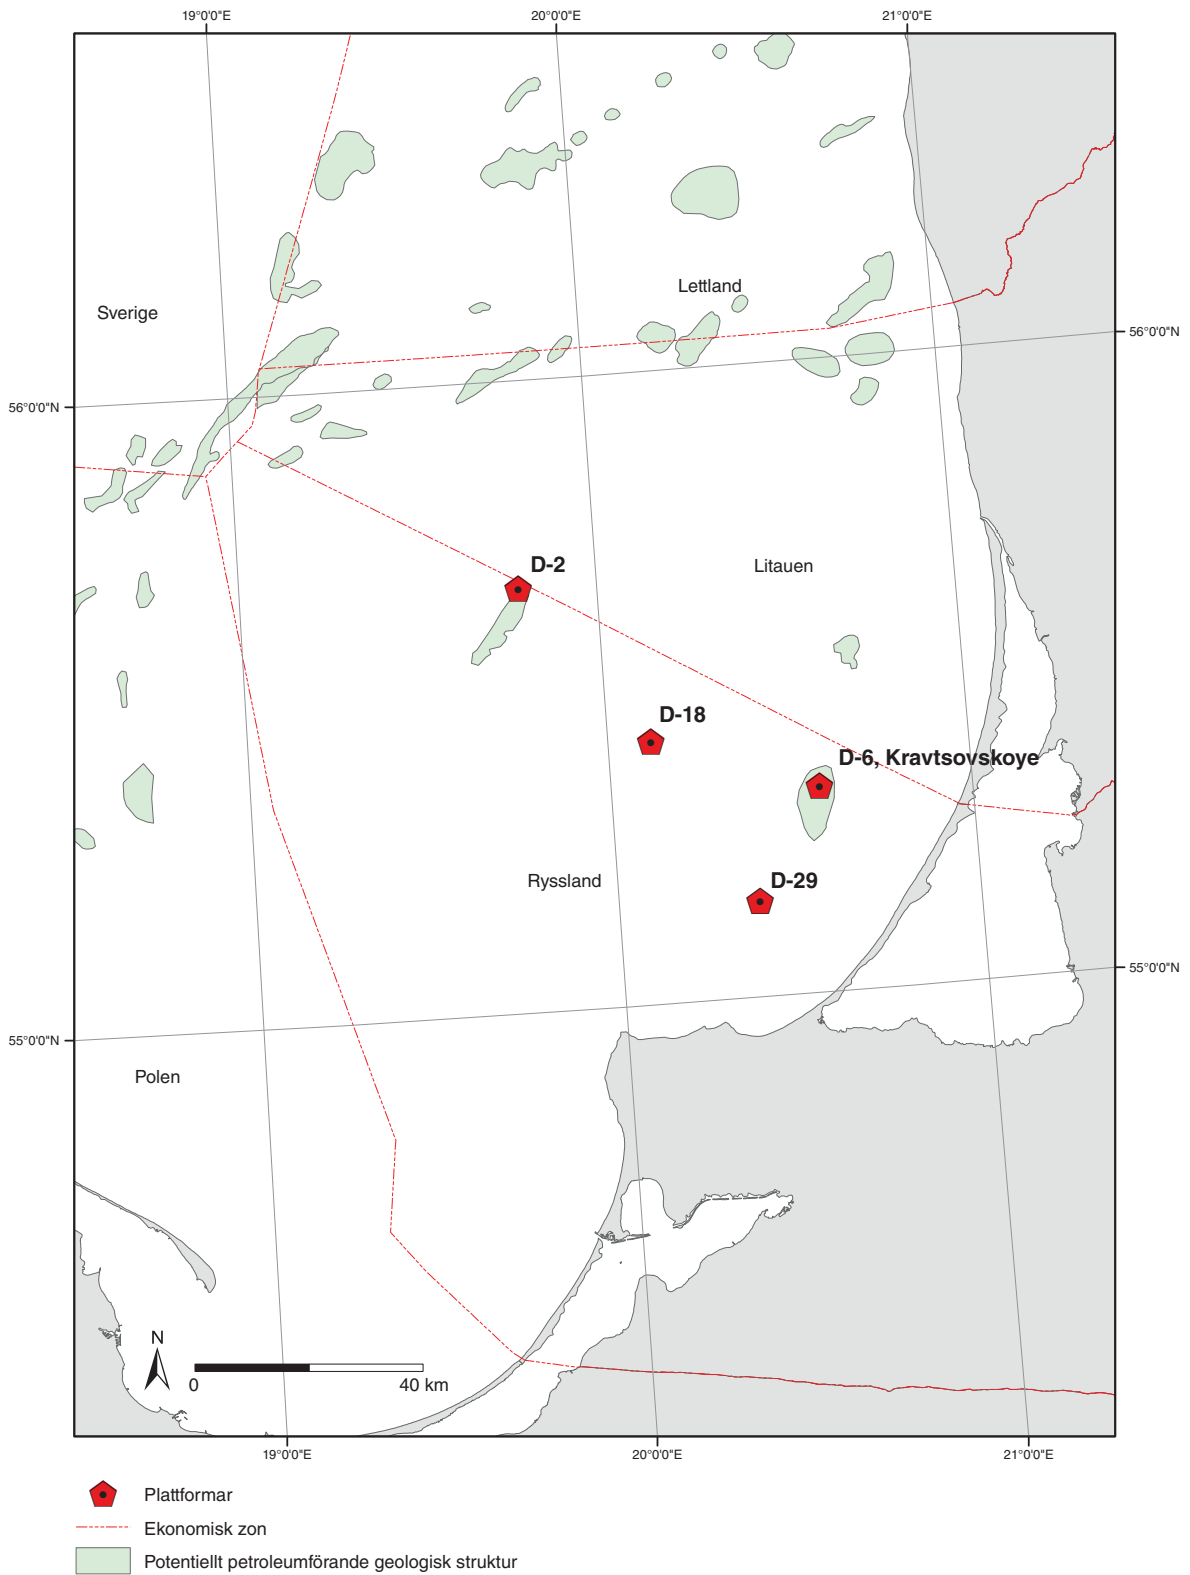 19°0'0"E
20°0'0"E
21°0'0"E
Lettland
Sverige
56°0'0"N
56°0'0"N
D-2
Litauen
D-18
D-6, Kravtsovskoye
D-29
Ryssland
55°0'0"N
55°0'0"N
Polen
N
0
40 km
19°0'0"E
20°0'0"E
21°0'0"E
Plattformar
Ekonomisk zon
Potentiellt petroleumförande geologisk struktur